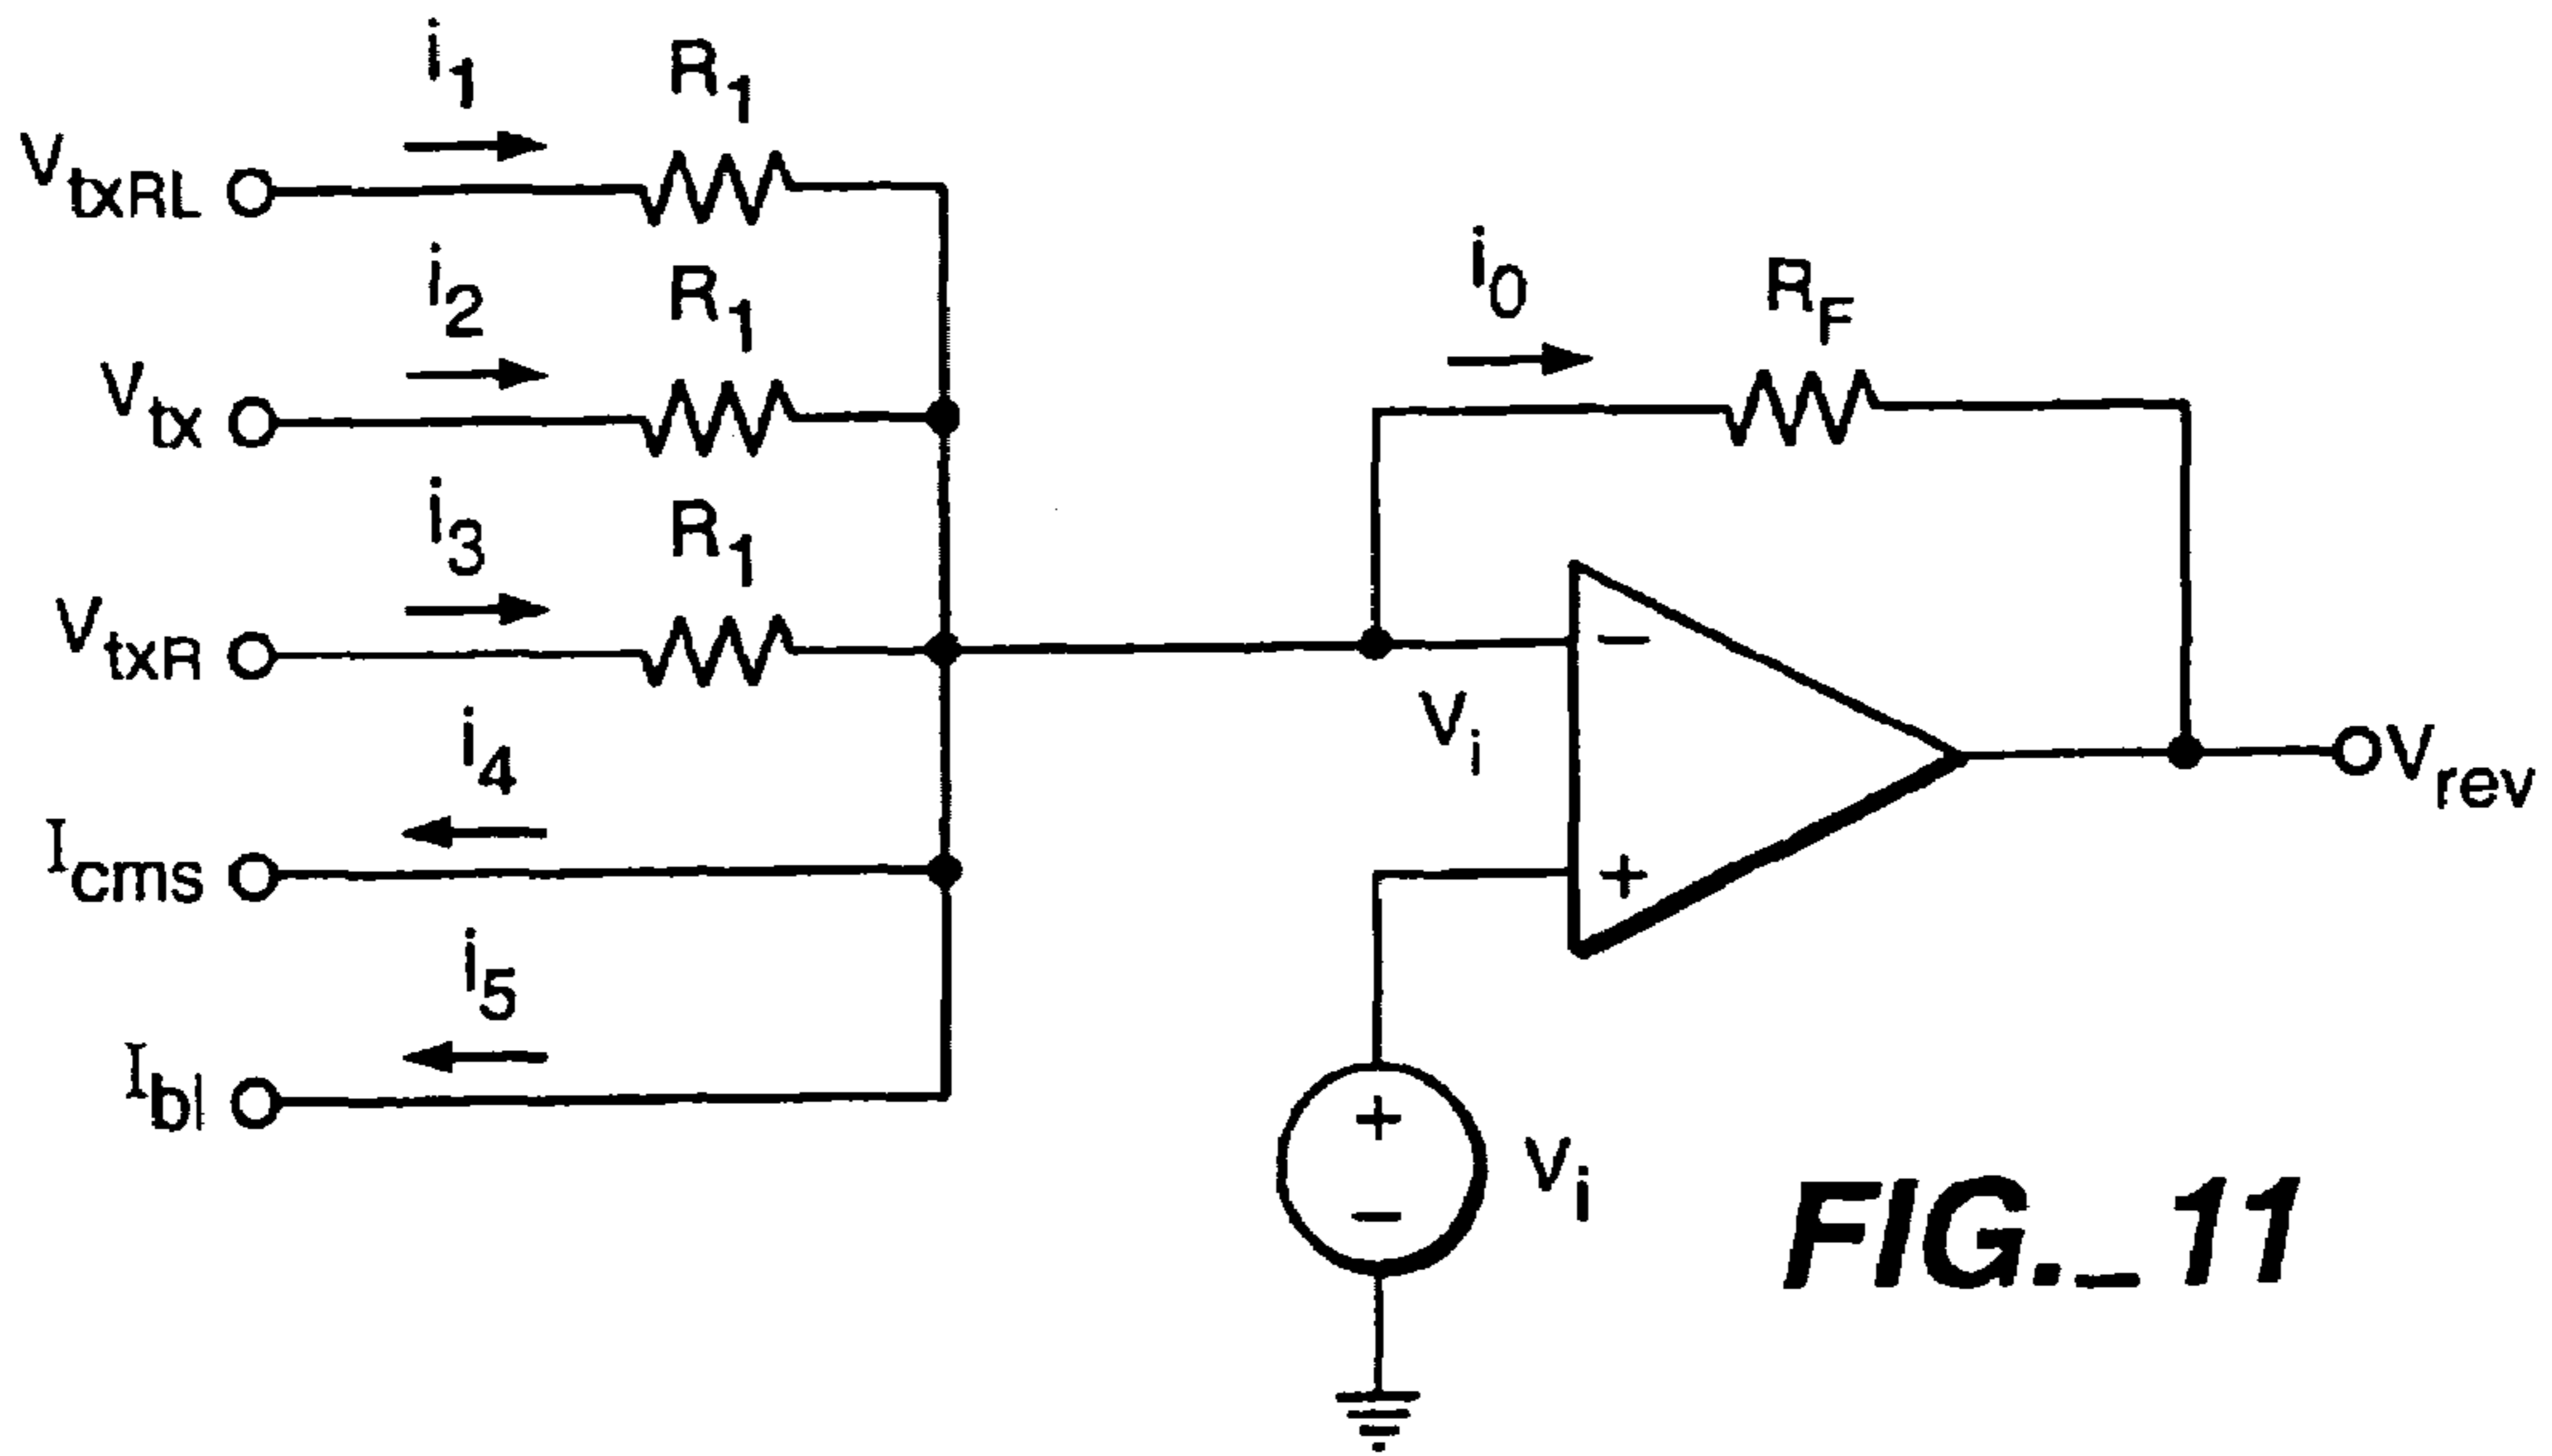 i1 R1
VtxRL
i2 R1
Vtx
i3 R1
VtxR
i4
Icms
i5
Ibl
i0 RF
−
Vi
+
Vrev
+
−
Vi
FIG._11